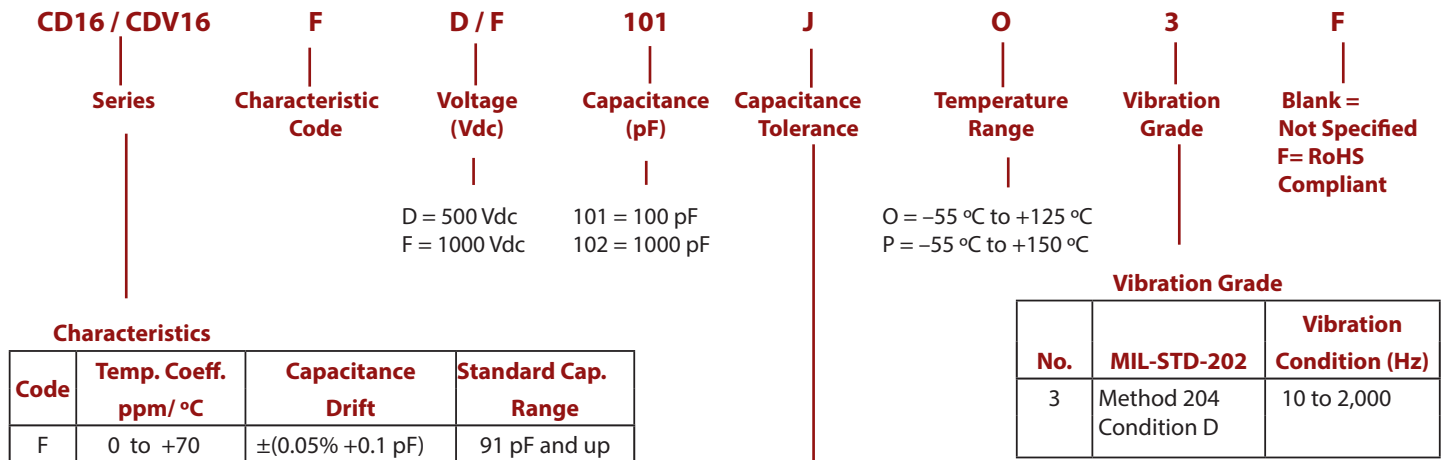 CD16 / CDV16 F D / F 101 J O 3 F
Series
Characteristic Code
Voltage (Vdc)
Capacitance (pF)
Capacitance Tolerance
Temperature Range
Vibration Grade
Blank =
Not Specified
F= RoHS
Compliant
D = 500 Vdc
F = 1000 Vdc
101 = 100 pF
102 = 1000 pF
O = –55 ºC to +125 ºC
P = –55 ºC to +150 ºC
Vibration Grade
No. MIL-STD-202 Vibration Condition (Hz)
3 Method 204 Condition D 10 to 2,000
Characteristics
Code Temp. Coeff. ppm/ ºC Capacitance Drift Standard Cap. Range
F 0 to +70 ±(0.05% +0.1 pF) 91 pF and up